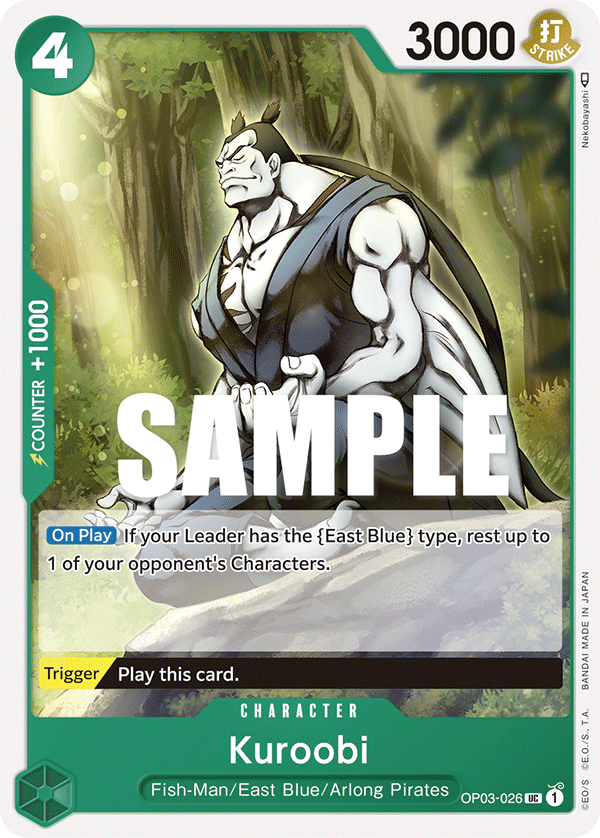 4
3000
打
STRIKE
Nekobayashi
COUNTER +1000
SAMPLE
On Play If your Leader has the {East Blue} type, rest up to
1 of your opponent's Characters.
Trigger Play this card.
CHARACTER
Kuroobi
Fish-Man/East Blue/Arlong Pirates
OP03-026 UC 1
©EO/S ©E.O./S., T.A. BANDAI MADE IN JAPAN